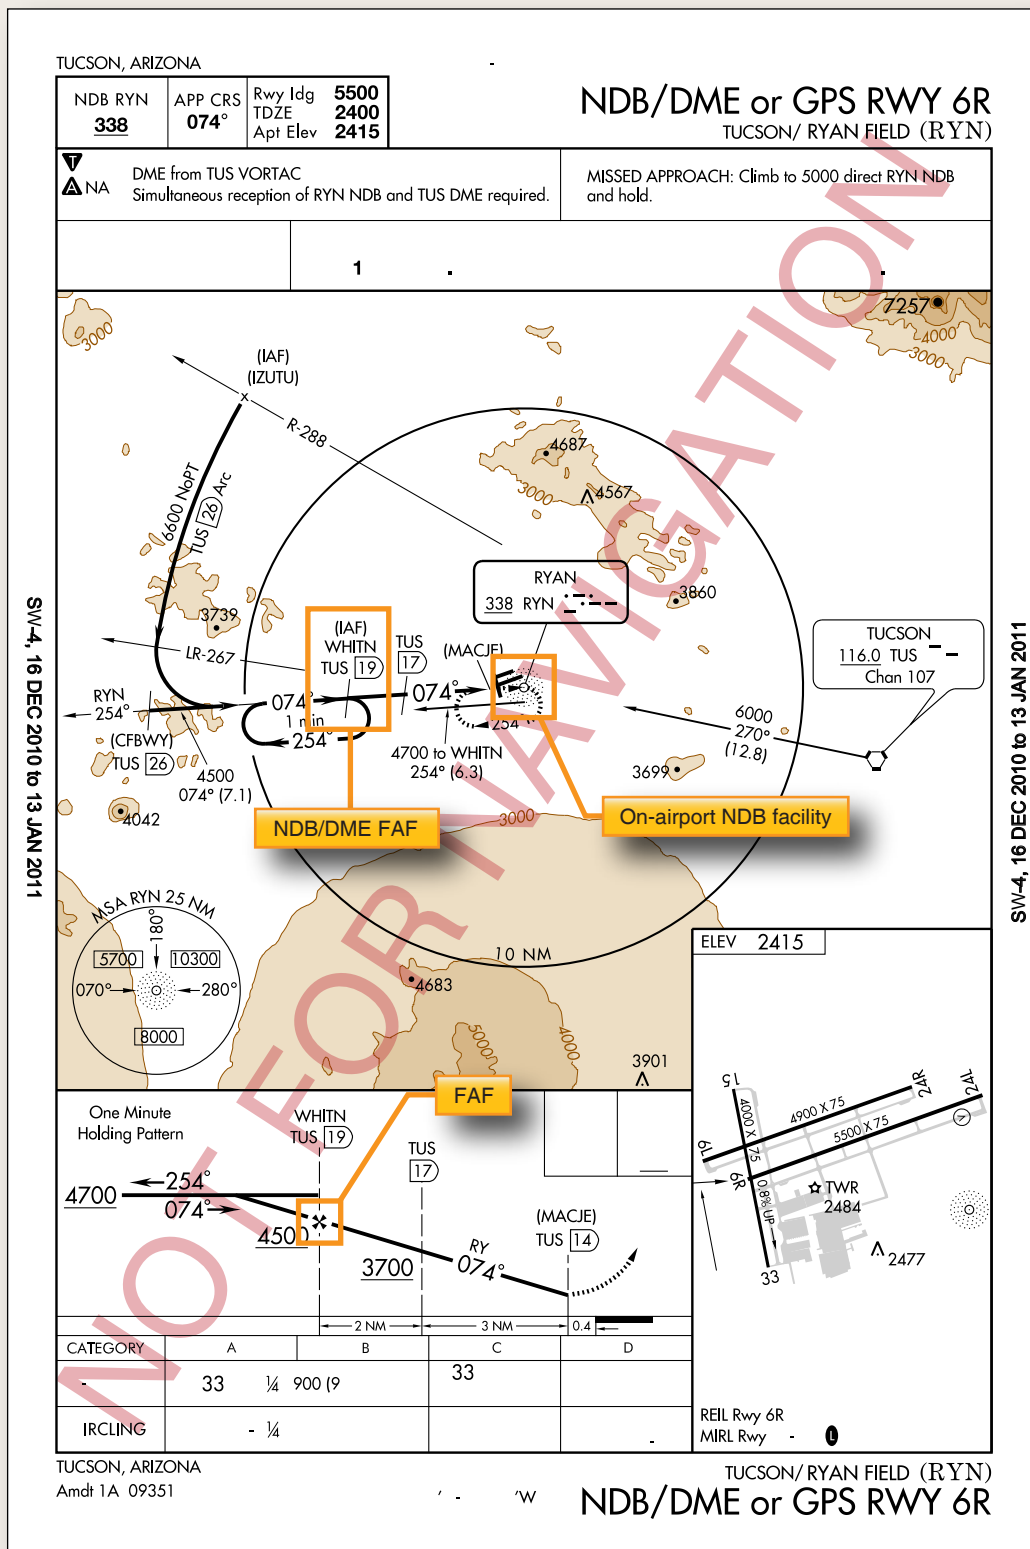 TUCSON, ARIZONA
NDB RYN
338
APP CRS
074°
Rwy ldg 5500
TDZE 2400
Apt Elev 2415
NDB/DME or GPS RWY 6R
TUCSON/ RYAN FIELD (RYN)
T
A NA
DME from TUS VORTAC
Simultaneous reception of RYN NDB and TUS DME required.
MISSED APPROACH: Climb to 5000 direct RYN NDB
and hold.
1
NOT FOR NAVIGATION
7257
4000
3000
3000
(IAF)
(IZUTU)
R-288
6600 NoPT
TUS 26 Arc
4687
3000
4567
RYAN
338 RYN
3860
3739
LR-267
(IAF)
WHITN
TUS 19
TUS
17
(MACJE)
TUCSON
116.0 TUS
Chan 107
RYN
254°
074°
1 min
254°
074°
254
(CFBWY)
TUS 26
4500
074° (7.1)
4700 to WHITN
254° (6.3)
6000
270°
(12.8)
3699
4042
NDB/DME FAF
3000
On-airport NDB facility
MSA RYN 25 NM
180°
5700
10300
070°
280°
8000
10 NM
4683
5000
4000
3901
ELEV 2415
15
4000 X 75
4900 X 75
24R
5500 X 75
24L
6L
6R
0.8% UP
TWR
2484
2477
33
V
REIL Rwy 6R
MIRL Rwy -
L
FAF
One Minute
Holding Pattern
WHITN
TUS 19
TUS
17
4700
254°
074°
4500
3700
RY
074°
(MACJE)
TUS 14
2 NM
3 NM
0.4
CATEGORY A B C D
- 33 ¼ 900 (9 33
IRCLING - ¼
TUCSON, ARIZONA
Amdt 1A 09351
' - 'W
TUCSON/ RYAN FIELD (RYN)
NDB/DME or GPS RWY 6R
SW-4, 16 DEC 2010 to 13 JAN 2011
SW-4, 16 DEC 2010 to 13 JAN 2011